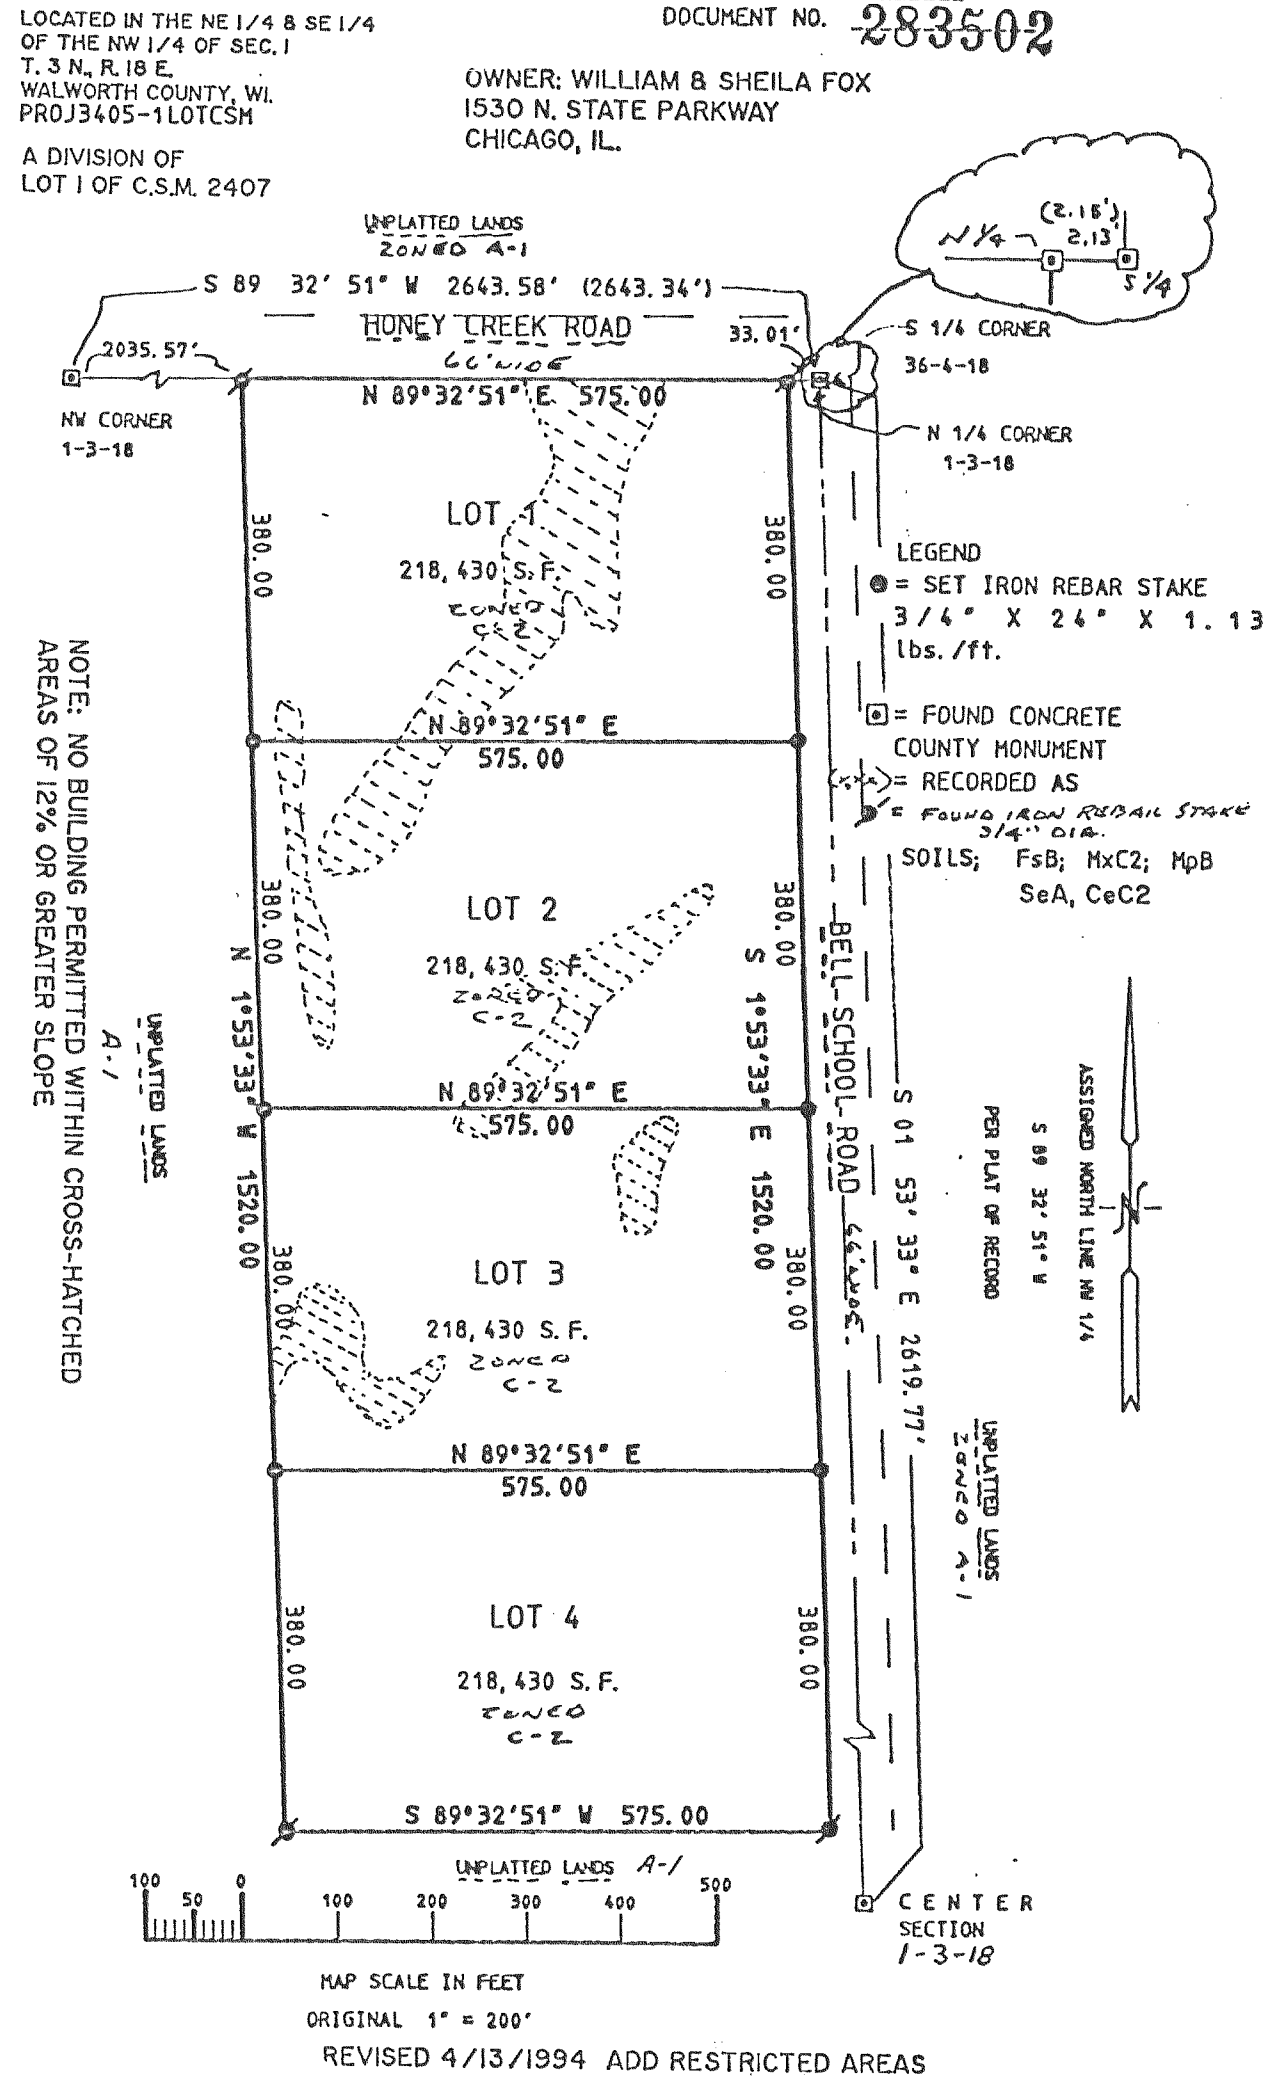 LOCATED IN THE NE 1/4 & SE 1/4
OF THE NW 1/4 OF SEC. 1
T. 3 N., R. 18 E.
WALWORTH COUNTY, WI.
PROJ3405-1LOTCSM
A DIVISION OF
LOT 1 OF C.S.M. 2407
DOCUMENT NO. 283502
OWNER: WILLIAM & SHEILA FOX
1530 N. STATE PARKWAY
CHICAGO, IL.
(2.15')
2.13'
N 1/4
S 1/4
UNPLATTED LANDS
ZONED A-1
S 89 32' 51" W 2643.58' (2643.34')
HONEY CREEK ROAD
66' WIDE
33.01'
2035.57'
N 89°32'51" E 575.00
NW CORNER
1-3-18
S 1/4 CORNER
36-4-18
N 1/4 CORNER
1-3-18
LOT 1
218,430 S.F.
ZONED
C-2
380.00
380.00
N 89°32'51" E
575.00
LEGEND
= SET IRON REBAR STAKE
3/4" X 24" X 1.13
lbs./ft.
= FOUND CONCRETE
COUNTY MONUMENT
= RECORDED AS
= FOUND IRON REBAR STAKE
3/4" DIA.
SOILS; FsB; MxC2; MpB
SeA, CeC2
NOTE: NO BUILDING PERMITTED WITHIN CROSS-HATCHED
AREAS OF 12% OR GREATER SLOPE
UNPLATTED LANDS
A-1
LOT 2
218,430 S.F.
ZONED
C-2
380.00
380.00
N 1°53'33" W 1520.00
S 1°53'33" E 1520.00
N 89°32'51" E
575.00
BELL SCHOOL ROAD 66' WIDE.
S 01 53' 33" E 2619.77'
ASSIGNED NORTH LINE NW 1/4
S 89 32' 51" W
PER PLAT OF RECORD
N
LOT 3
218,430 S.F.
ZONED
C-2
380.00
380.00
N 89°32'51" E
575.00
UNPLATTED LANDS
ZONED A-1
LOT 4
218,430 S.F.
ZONED
C-2
380.00
380.00
S 89°32'51" W 575.00
UNPLATTED LANDS A-1
100 50 0 100 200 300 400 500
MAP SCALE IN FEET
ORIGINAL 1" = 200'
CENTER
SECTION
1-3-18
REVISED 4/13/1994 ADD RESTRICTED AREAS